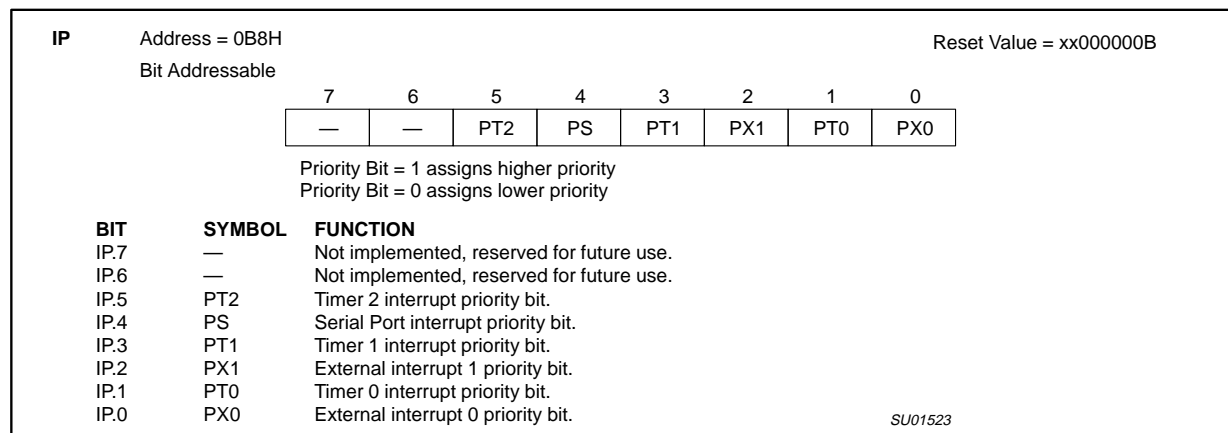 IP Address = 0B8H Reset Value = xx000000B
Bit Addressable
7 6 5 4 3 2 1 0
— — PT2 PS PT1 PX1 PT0 PX0
Priority Bit = 1 assigns higher priority
Priority Bit = 0 assigns lower priority
BIT SYMBOL FUNCTION
IP.7 — Not implemented, reserved for future use.
IP.6 — Not implemented, reserved for future use.
IP.5 PT2 Timer 2 interrupt priority bit.
IP.4 PS Serial Port interrupt priority bit.
IP.3 PT1 Timer 1 interrupt priority bit.
IP.2 PX1 External interrupt 1 priority bit.
IP.1 PT0 Timer 0 interrupt priority bit.
IP.0 PX0 External interrupt 0 priority bit.
SU01523